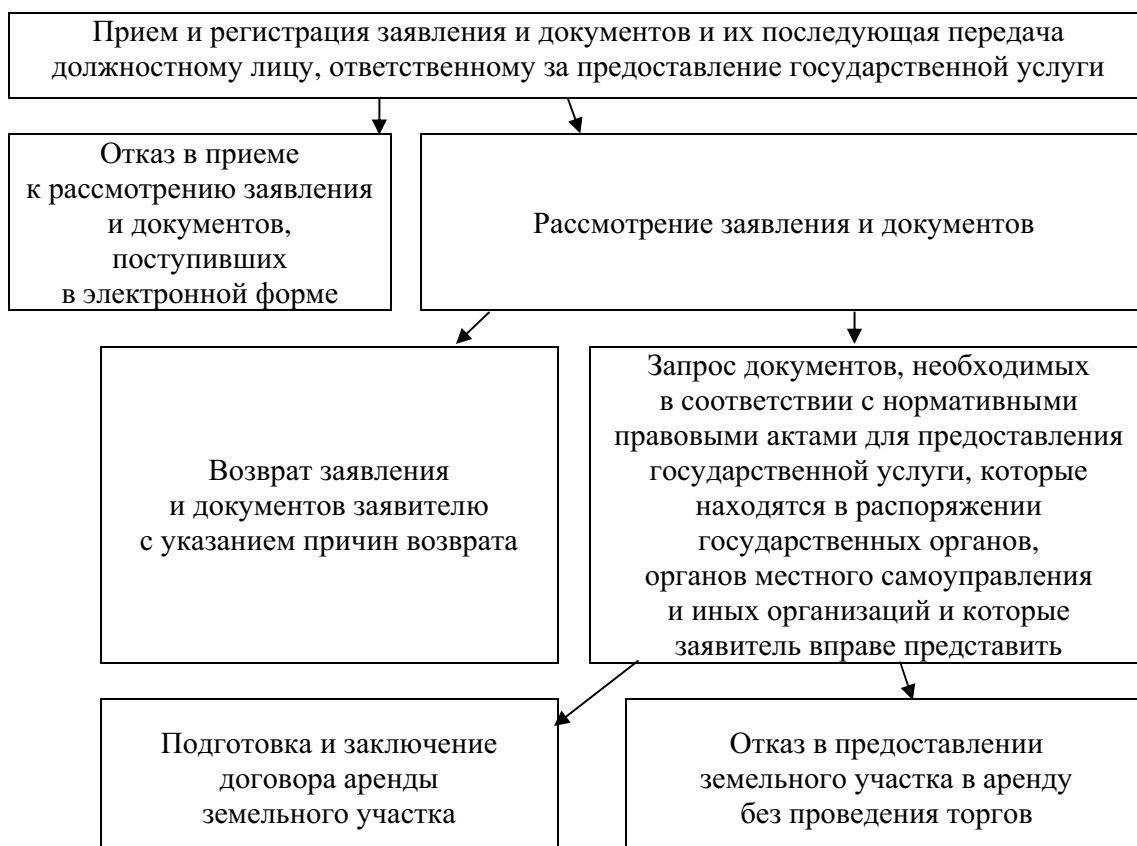 Прием и регистрация заявления и документов и их последующая передача
должностному лицу, ответственному за предоставление государственной услуги
Отказ в приеме
к рассмотрению заявления
и документов,
поступивших
в электронной форме
Рассмотрение заявления и документов
Возврат заявления
и документов заявителю
с указанием причин возврата
Запрос документов, необходимых
в соответствии с нормативными
правовыми актами для предоставления
государственной услуги, которые
находятся в распоряжении
государственных органов,
органов местного самоуправления
и иных организаций и которые
заявитель вправе представить
Подготовка и заключение
договора аренды
земельного участка
Отказ в предоставлении
земельного участка в аренду
без проведения торгов